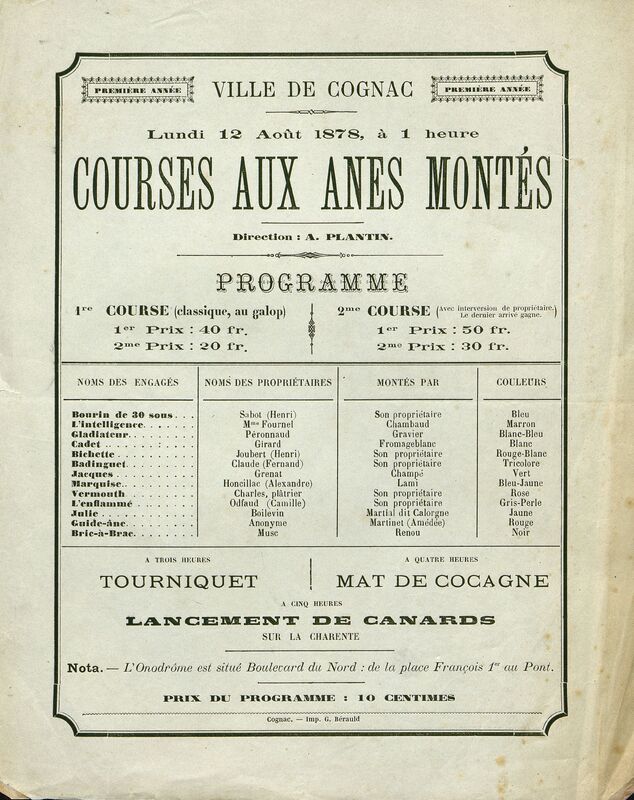 PREMIÈRE ANNÉE VILLE DE COGNAC PREMIÈRE ANNÉE
Lundi 12 Août 1878, à 1 heure
COURSES AUX ANES MONTÉS
Direction : A. PLANTIN.
PROGRAMME
1re COURSE (classique, au galop)
1er Prix : 40 fr.
2me Prix : 20 fr.
2me COURSE (Avec interversion de propriétaire. Le dernier arrivé gagne.)
1er Prix : 50 fr.
2me Prix : 30 fr.
NOMS DES ENGAGÉS NOMS DES PROPRIÉTAIRES MONTÉS PAR COULEURS
Bourin de 30 sous... Sabot (Henri) Son propriétaire Bleu
L'intelligence....... Mme Fournel Chambaud Marron
Gladiateur........ Péronnaud Gravier Blanc-Bleu
Cadet .......... Girard Fromageblanc Blanc
Bichette ......... Joubert (Henri) Son propriétaire Rouge-Blanc
Badinguet......... Claude (Fernand) Son propriétaire Tricolore
Jacques ......... Grenat Champé Vert
Marquise......... Honcillac (Alexandre) Lami Bleu-Jaune
Vermouth......... Charles, plâtrier Son propriétaire Rose
L'enflammé ....... Odfaud (Camille) Son propriétaire Gris-Perle
Julie .......... Boilevin Martial dit Calorgne Jaune
Guide-âne......... Anonyme Martinet (Amédée) Rouge
Bric-à-Brac........ Musc Renou Noir
A TROIS HEURES
TOURNIQUET
A QUATRE HEURES
MAT DE COCAGNE
A CINQ HEURES
LANCEMENT DE CANARDS
SUR LA CHARENTE
Nota. — L'Onodrôme est situé Boulevard du Nord : de la place François 1er au Pont.
PRIX DU PROGRAMME : 10 CENTIMES
Cognac. — Imp. G. Bérauld